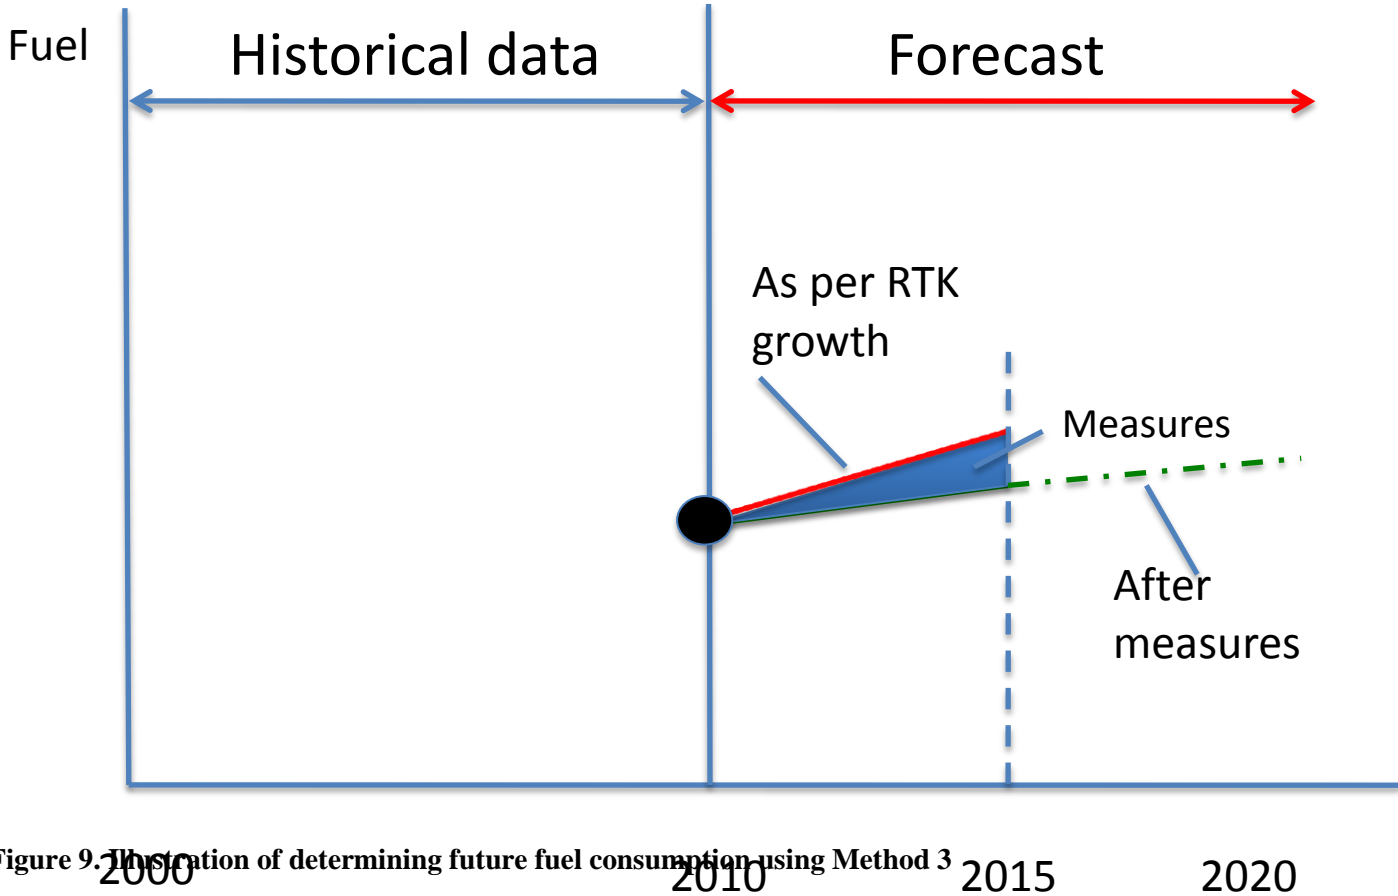 Fuel
Historical data
Forecast
As per RTK
growth
Measures
After
measures
Figure 9. Illustration of determining future fuel consumption using Method 3
2000
2010
2015
2020